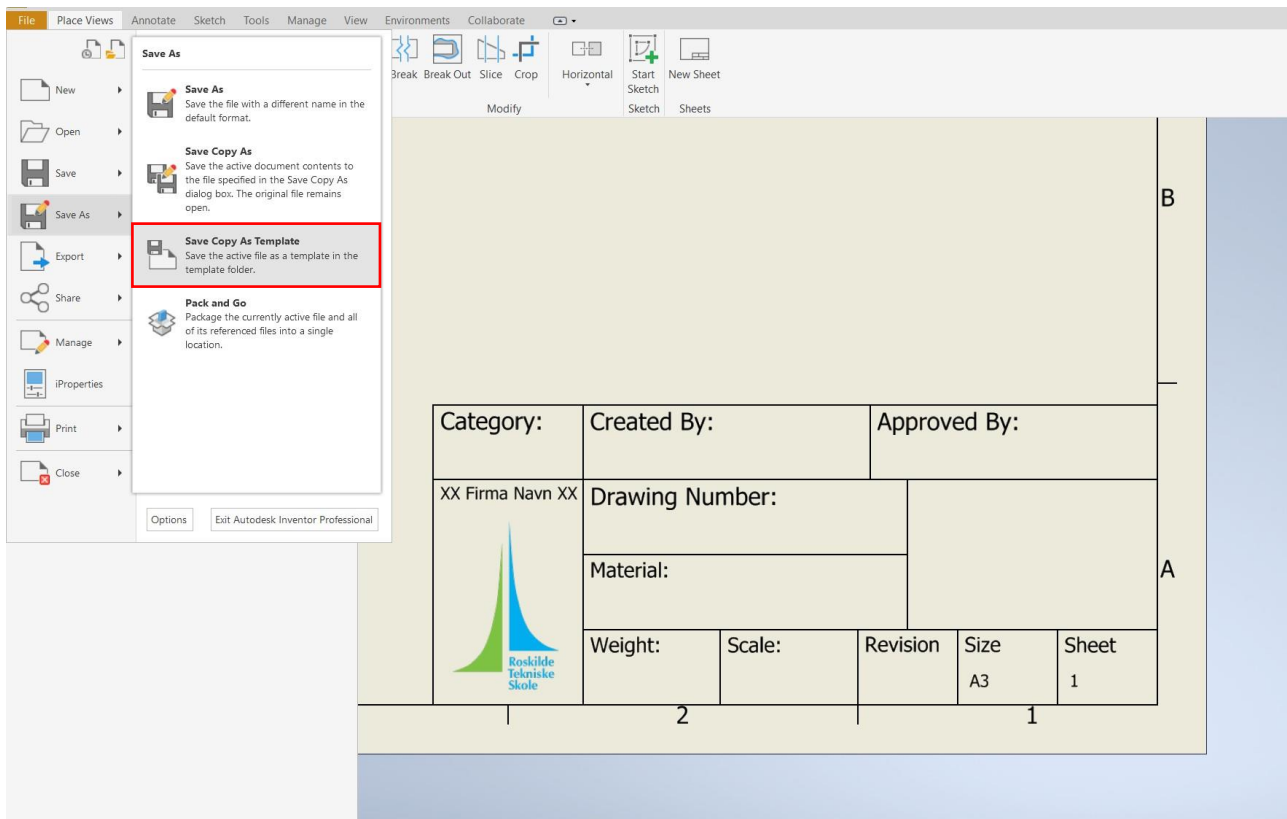 File Place Views Annotate Sketch Tools Manage View Environments Collaborate
Save As
New
Open
Save
Save As
Export
Share
Manage
iProperties
Print
Close
Save As
Save the file with a different name in the
default format.
Save Copy As
Save the active document contents to
the file specified in the Save Copy As
dialog box. The original file remains
open.
Save Copy As Template
Save the active file as a template in the
template folder.
Pack and Go
Package the currently active file and all
of its referenced files into a single
location.
Options Exit Autodesk Inventor Professional
Break Break Out Slice Crop Horizontal Start Sketch New Sheet
Modify Sketch Sheets
B
Category: Created By: Approved By:
XX Firma Navn XX Drawing Number:
Material:
A
Weight: Scale: Revision Size Sheet
A3 1
Roskilde
Tekniske
Skole
2 1